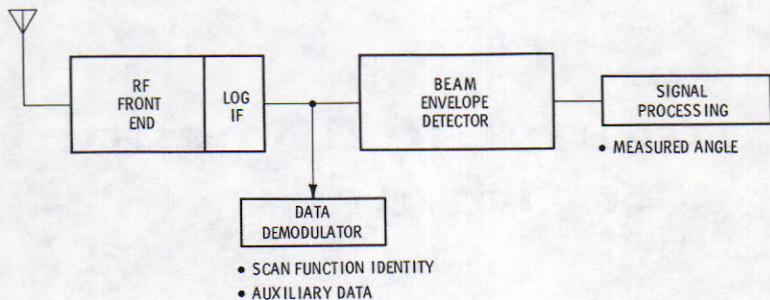 RF
FRONT
END
LOG
IF
BEAM
ENVELOPE
DETECTOR
SIGNAL
PROCESSING
• MEASURED ANGLE
DATA
DEMODULATOR
• SCAN FUNCTION IDENTITY
• AUXILIARY DATA